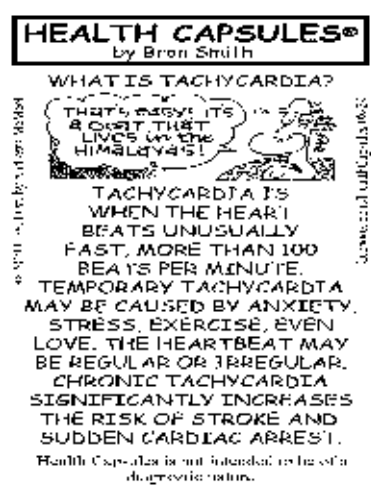 HEALTH CAPSULES®
by Bron Smith
WHAT IS TACHYCARDIA?
THAT'S EASY! IT'S
A GOAT THAT
LIVES IN THE
HIMALAYAS!
TACHYCARDIA IS
WHEN THE HEART
BEATS UNUSUALLY
FAST, MORE THAN 100
BEATS PER MINUTE.
TEMPORARY TACHYCARDIA
MAY BE CAUSED BY ANXIETY,
STRESS, EXERCISE, EVEN
LOVE. THE HEARTBEAT MAY
BE REGULAR OR IRREGULAR.
CHRONIC TACHYCARDIA
SIGNIFICANTLY INCREASES
THE RISK OF STROKE AND
SUDDEN CARDIAC ARREST.
Health Capsules is not intended to be of a
diagnostic nature.